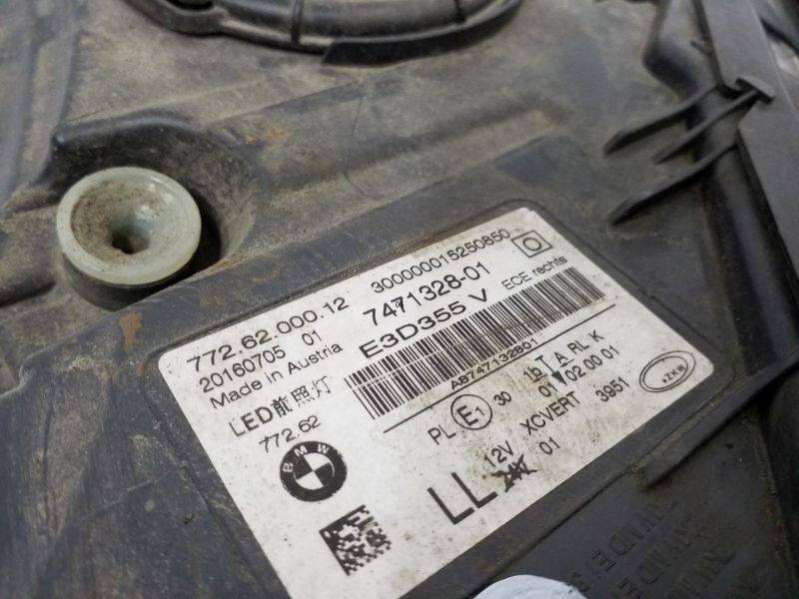 772.62.000.12 300000015250850
20160705 01 7471328-01
Made in Austria E3D355 V ECE rechts
LED前照灯
772.62 A8747132801
BMW
PL E1 30 1b T A RL K
01 02 00 01
12V XCVERT 3951
LL 01
ZKW